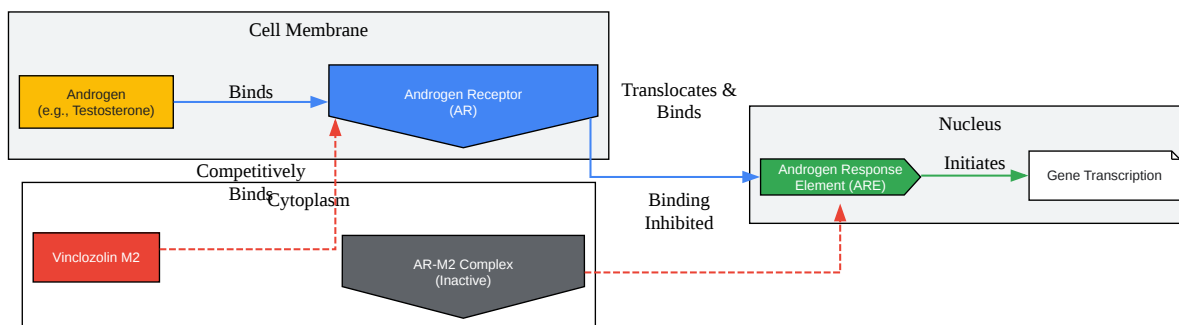 Cell Membrane
Androgen
(e.g., Testosterone)
Binds
Androgen Receptor
(AR)
Translocates &
Binds
Nucleus
Androgen Response
Element (ARE)
Initiates
Gene Transcription
Competitively
Binds
Cytoplasm
Binding
Inhibited
Vinclozolin M2
AR-M2 Complex
(Inactive)